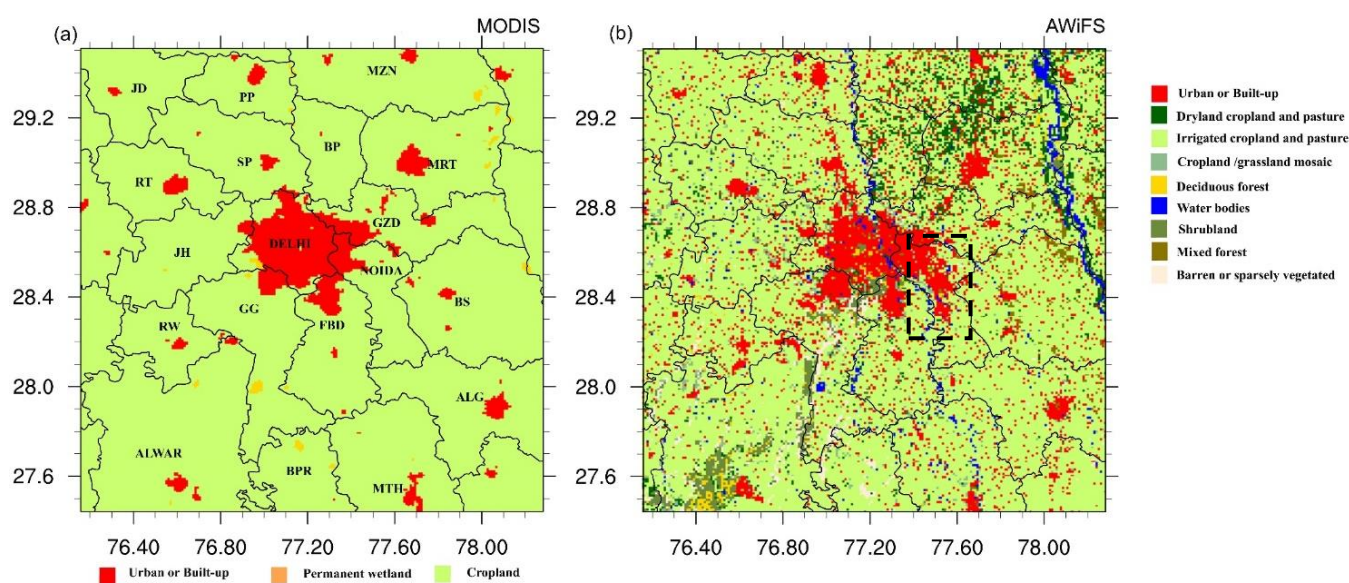 (a)
MODIS
(b)
AWiFS
JD
PP
MZN
29.2
SP
BP
MRT
RT
28.8
DELHI
GZD
JH
NOIDA
28.4
GG
FBD
BS
RW
28.0
ALG
ALWAR
BPR
MTH
27.6
76.40 76.80 77.20 77.60 78.00
Urban or Built-up Permanent wetland Cropland
29.2
28.8
28.4
28.0
27.6
76.40 76.80 77.20 77.60 78.00
Urban or Built-up
Dryland cropland and pasture
Irrigated cropland and pasture
Cropland /grassland mosaic
Deciduous forest
Water bodies
Shrubland
Mixed forest
Barren or sparsely vegetated